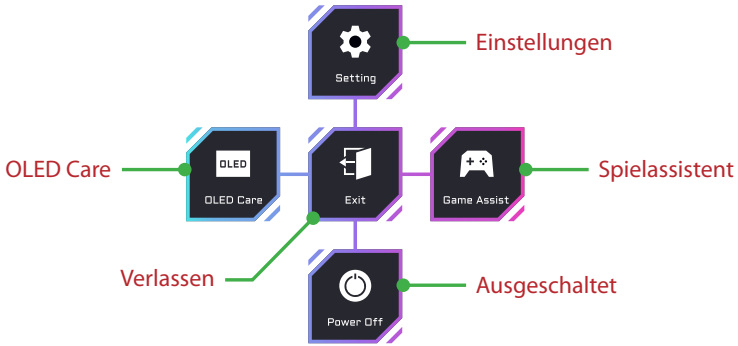 Einstellungen
Setting
OLED Care
OLED
OLED Care
Exit
Game Assist
Spielassistent
Verlassen
Ausgeschaltet
Power Off